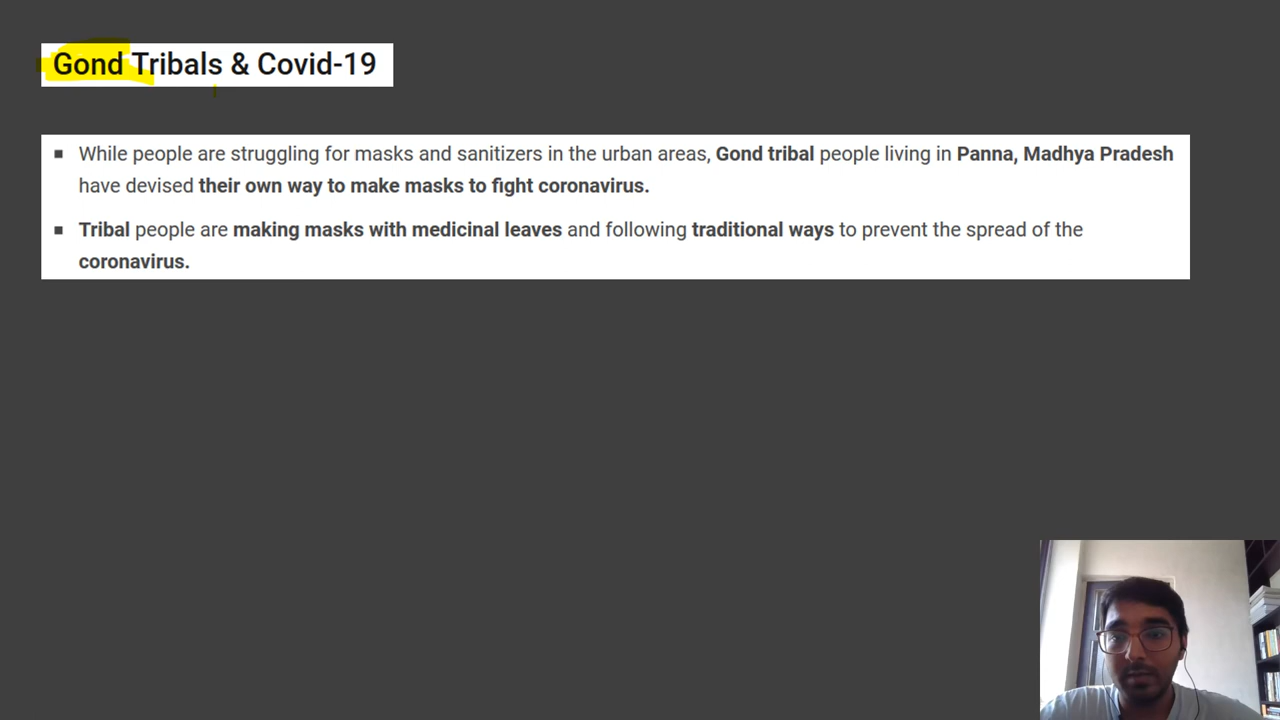 Gond Tribals & Covid-19
▪ While people are struggling for masks and sanitizers in the urban areas, Gond tribal people living in Panna, Madhya Pradesh
have devised their own way to make masks to fight coronavirus.
▪ Tribal people are making masks with medicinal leaves and following traditional ways to prevent the spread of the
coronavirus.